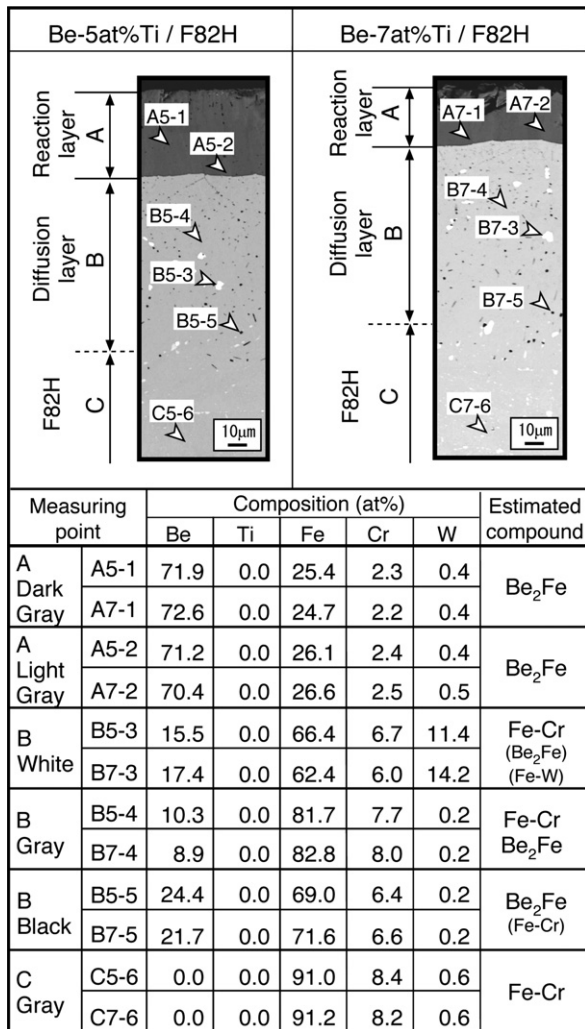 Be-5at%Ti / F82H
Be-7at%Ti / F82H
Reaction layer
A
Diffusion layer
B
F82H
C
A5-1
A5-2
B5-4
B5-3
B5-5
C5-6
10μm
Reaction layer
A
Diffusion layer
B
F82H
C
A7-1
A7-2
B7-4
B7-3
B7-5
C7-6
10μm
Measuring point Composition (at%) Estimated compound
Be Ti Fe Cr W
A Dark Gray
A5-1 71.9 0.0 25.4 2.3 0.4
A7-1 72.6 0.0 24.7 2.2 0.4
Be₂Fe
A Light Gray
A5-2 71.2 0.0 26.1 2.4 0.4
A7-2 70.4 0.0 26.6 2.5 0.5
Be₂Fe
B White
B5-3 15.5 0.0 66.4 6.7 11.4
B7-3 17.4 0.0 62.4 6.0 14.2
Fe-Cr
(Be₂Fe)
(Fe-W)
B Gray
B5-4 10.3 0.0 81.7 7.7 0.2
B7-4 8.9 0.0 82.8 8.0 0.2
Fe-Cr
Be₂Fe
B Black
B5-5 24.4 0.0 69.0 6.4 0.2
B7-5 21.7 0.0 71.6 6.6 0.2
Be₂Fe
(Fe-Cr)
C Gray
C5-6 0.0 0.0 91.0 8.4 0.6
C7-6 0.0 0.0 91.2 8.2 0.6
Fe-Cr